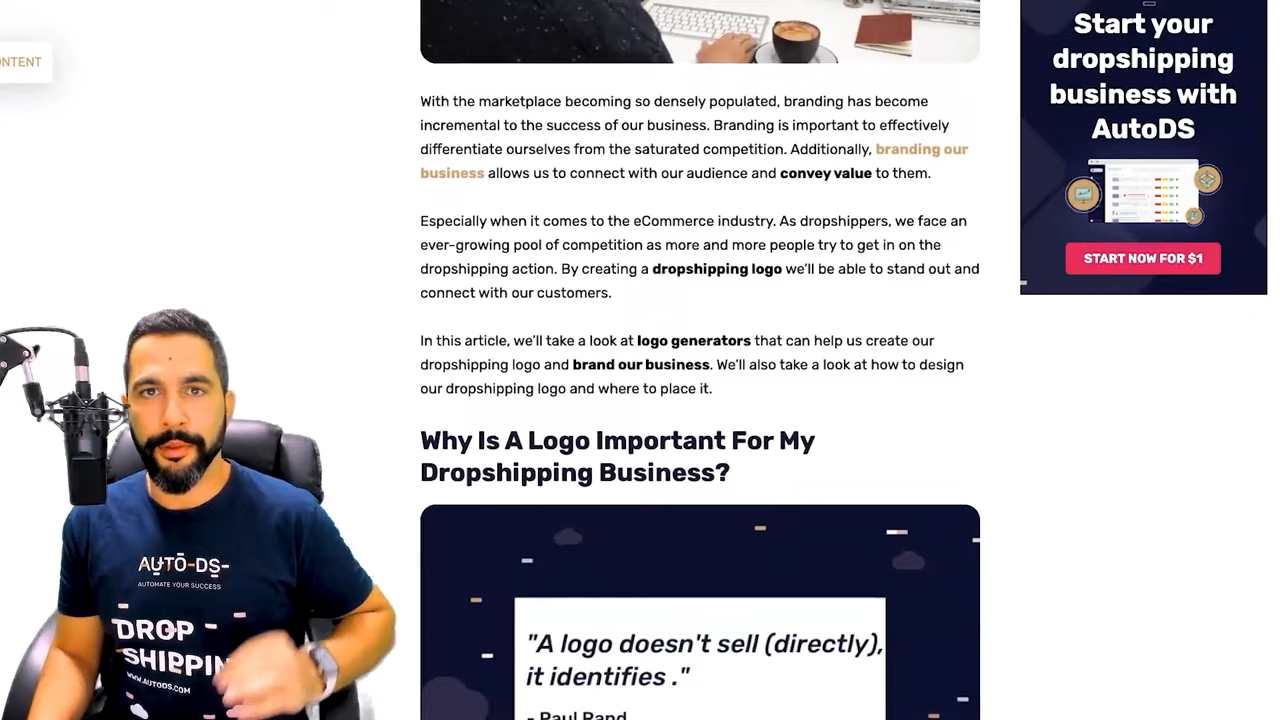 ONTENT
With the marketplace becoming so densely populated, branding has become
incremental to the success of our business. Branding is important to effectively
differentiate ourselves from the saturated competition. Additionally, branding our
business allows us to connect with our audience and convey value to them.
Especially when it comes to the eCommerce industry. As dropshippers, we face an
ever-growing pool of competition as more and more people try to get in on the
dropshipping action. By creating a dropshipping logo we'll be able to stand out and
connect with our customers.
In this article, we'll take a look at logo generators that can help us create our
dropshipping logo and brand our business. We'll also take a look at how to design
our dropshipping logo and where to place it.
Why Is A Logo Important For My
Dropshipping Business?
"A logo doesn't sell (directly),
it identifies ."
- Paul Rand
Start your
dropshipping
business with
AutoDS
START NOW FOR $1
AUTO-DS-
AUTOMATE YOUR SUCCESS
DROP
SHIPPIN
WWW.AUTODS.COM